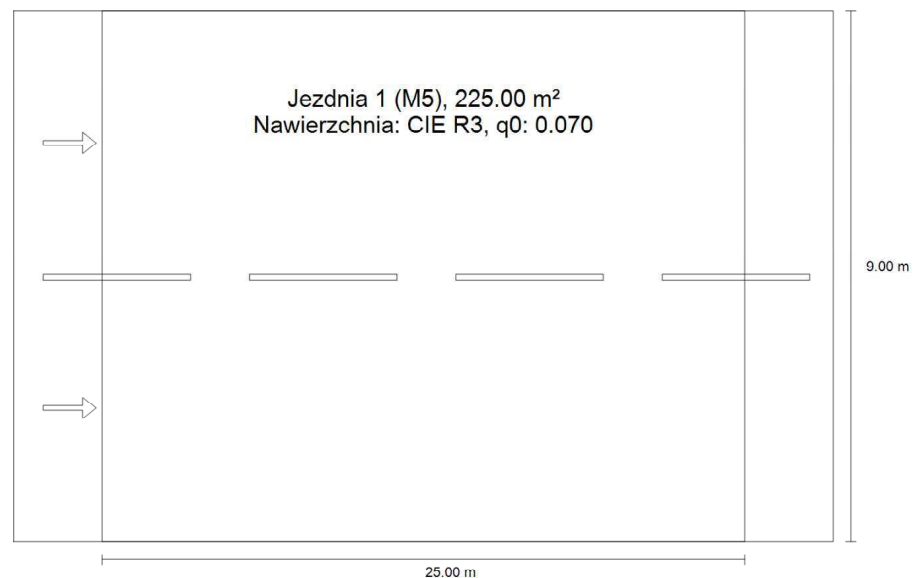 Jezdnia 1 (M5), 225.00 m²
Nawierzchnia: CIE R3, q0: 0.070
9.00 m
25.00 m